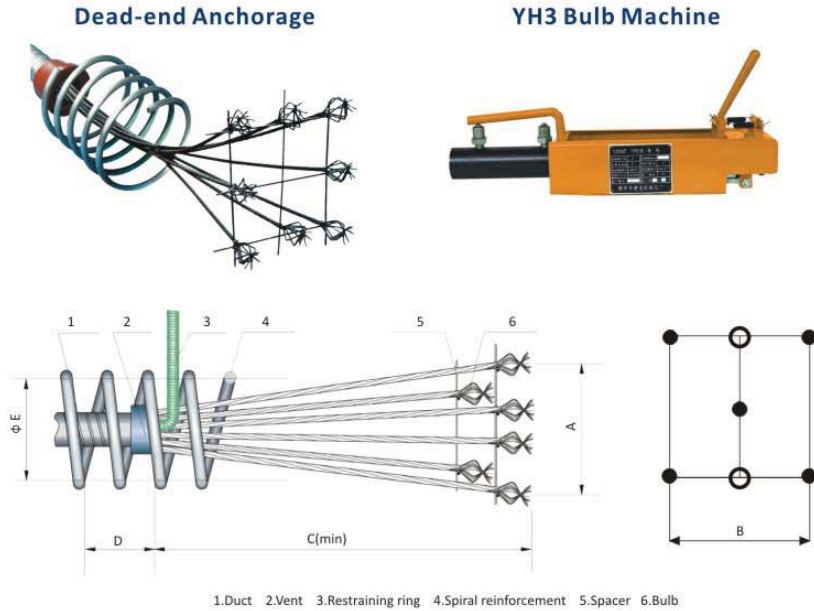 Dead-end Anchorage
YH3 Bulb Machine
1 2 3 4 5 6
Φ E
A
D
C(min)
B
1.Duct 2.Vent 3.Restraining ring 4.Spiral reinforcement 5.Spacer 6.Bulb